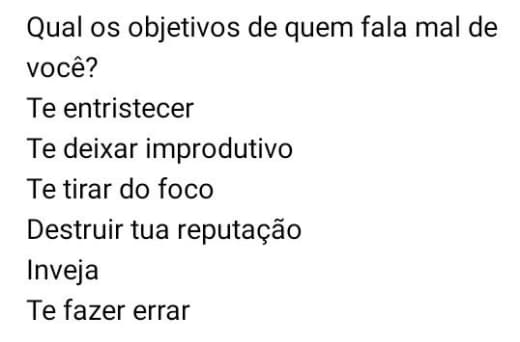 Qual os objetivos de quem fala mal de
você?
Te entristecer
Te deixar improdutivo
Te tirar do foco
Destruir tua reputação
Inveja
Te fazer errar